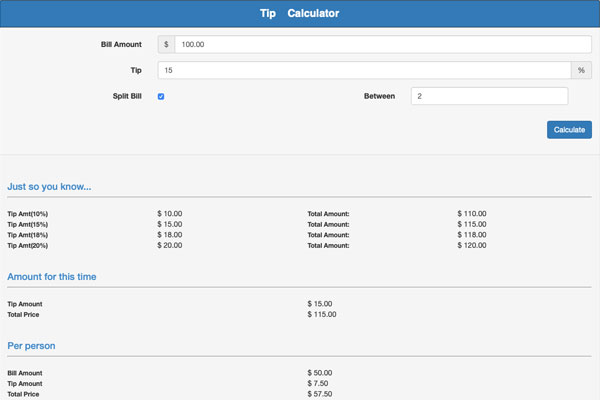 Tip Calculator
Bill Amount $ 100.00
Tip 15 %
Split Bill Between 2
Calculate
Just so you know...
Tip Amt(10%) $ 10.00 Total Amount: $ 110.00
Tip Amt(15%) $ 15.00 Total Amount: $ 115.00
Tip Amt(18%) $ 18.00 Total Amount: $ 118.00
Tip Amt(20%) $ 20.00 Total Amount: $ 120.00
Amount for this time
Tip Amount $ 15.00
Total Price $ 115.00
Per person
Bill Amount $ 50.00
Tip Amount $ 7.50
Total Price $ 57.50